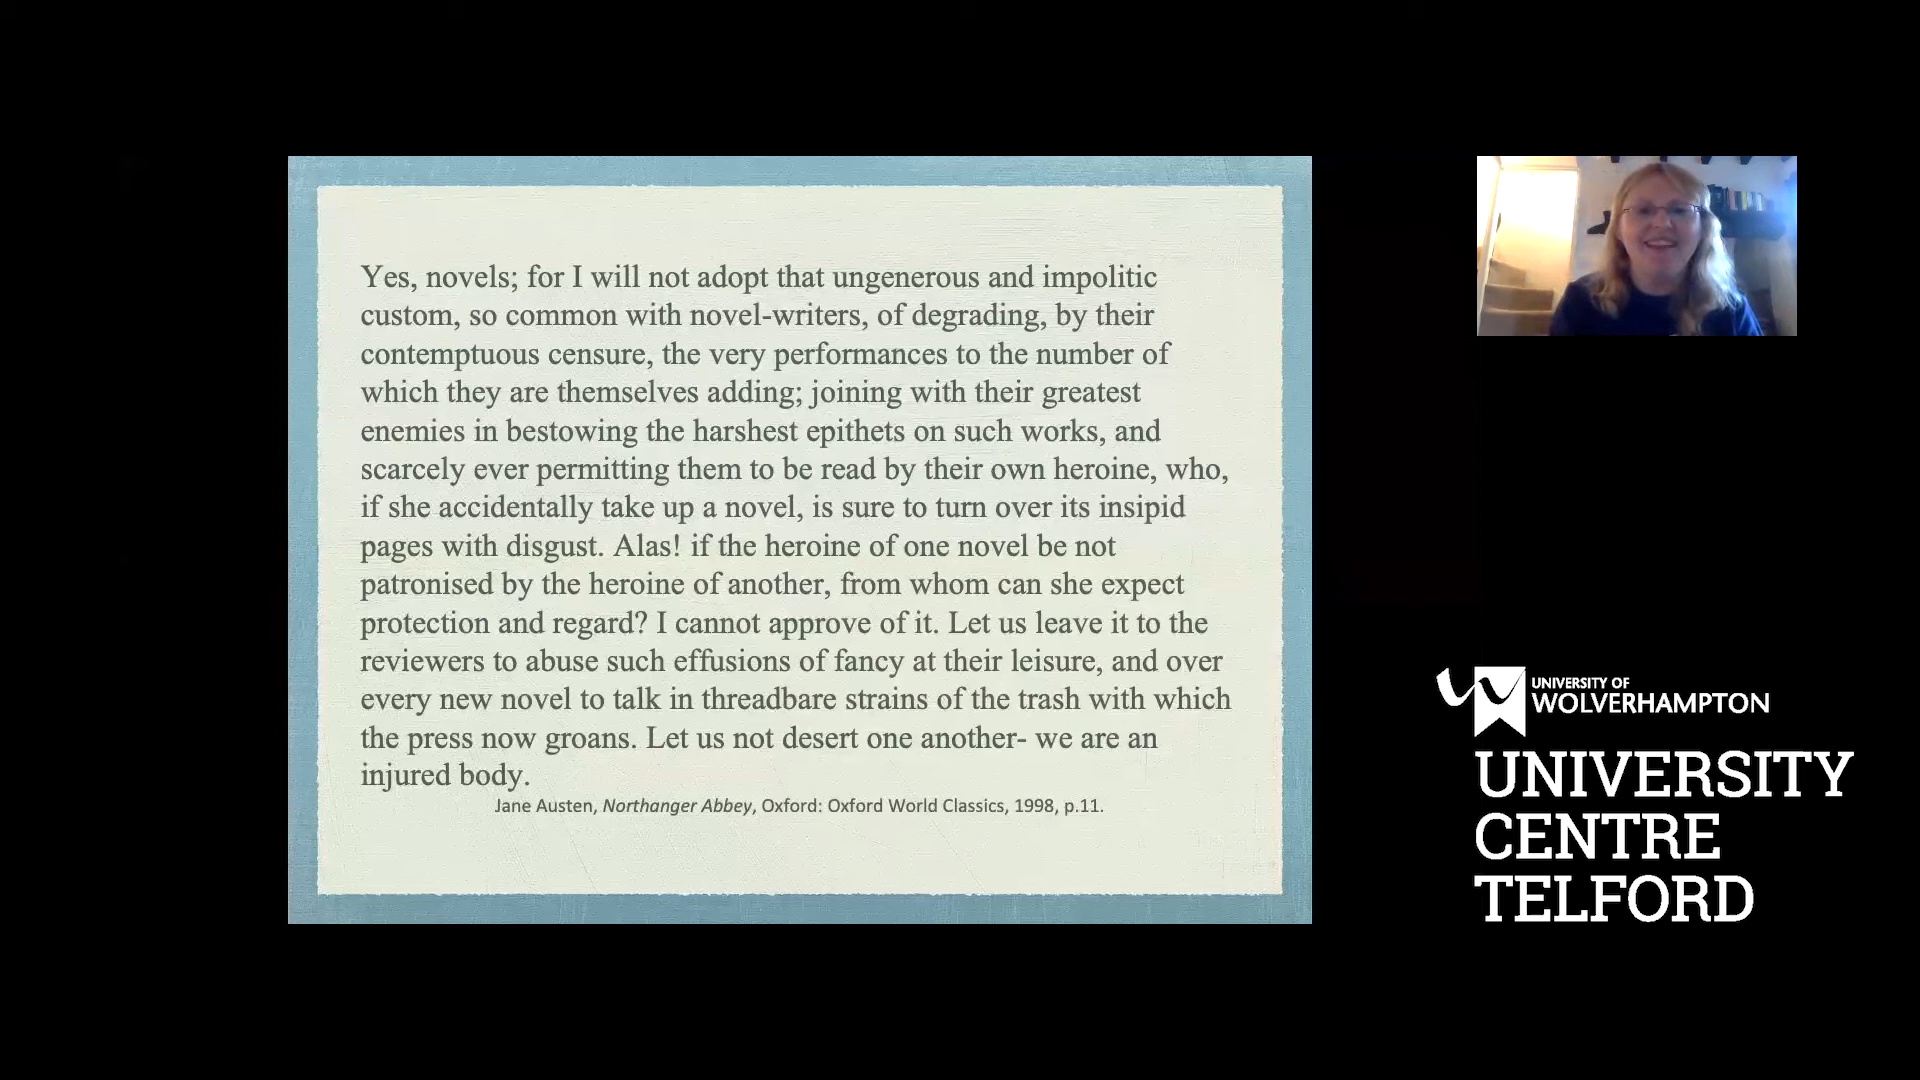 Yes, novels; for I will not adopt that ungenerous and impolitic
custom, so common with novel-writers, of degrading, by their
contemptuous censure, the very performances to the number of
which they are themselves adding; joining with their greatest
enemies in bestowing the harshest epithets on such works, and
scarcely ever permitting them to be read by their own heroine, who,
if she accidentally take up a novel, is sure to turn over its insipid
pages with disgust. Alas! if the heroine of one novel be not
patronised by the heroine of another, from whom can she expect
protection and regard? I cannot approve of it. Let us leave it to the
reviewers to abuse such effusions of fancy at their leisure, and over
every new novel to talk in threadbare strains of the trash with which
the press now groans. Let us not desert one another- we are an
injured body.
Jane Austen, Northanger Abbey, Oxford: Oxford World Classics, 1998, p.11.
UNIVERSITY OF
WOLVERHAMPTON
UNIVERSITY
CENTRE
TELFORD